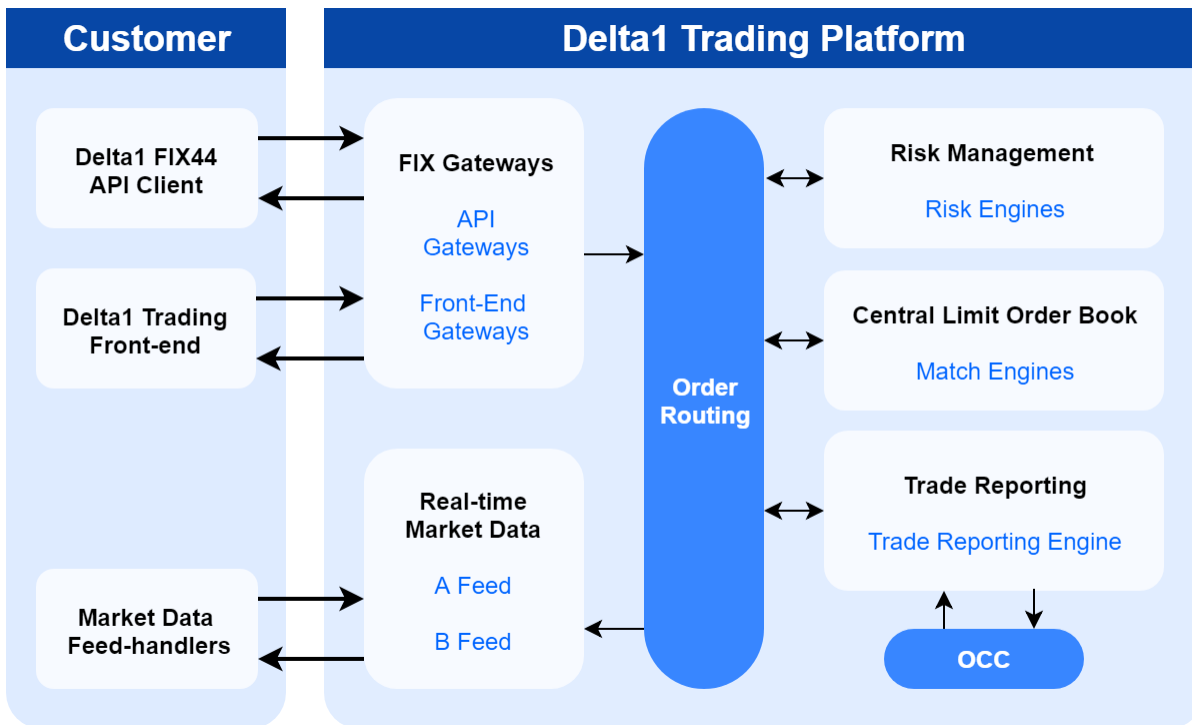 Customer
Delta1 Trading Platform
Delta1 FIX44
API Client
Delta1 Trading
Front-end
Market Data
Feed-handlers
FIX Gateways
API
Gateways
Front-End
Gateways
Real-time
Market Data
A Feed
B Feed
Order
Routing
Risk Management
Risk Engines
Central Limit Order Book
Match Engines
Trade Reporting
Trade Reporting Engine
OCC